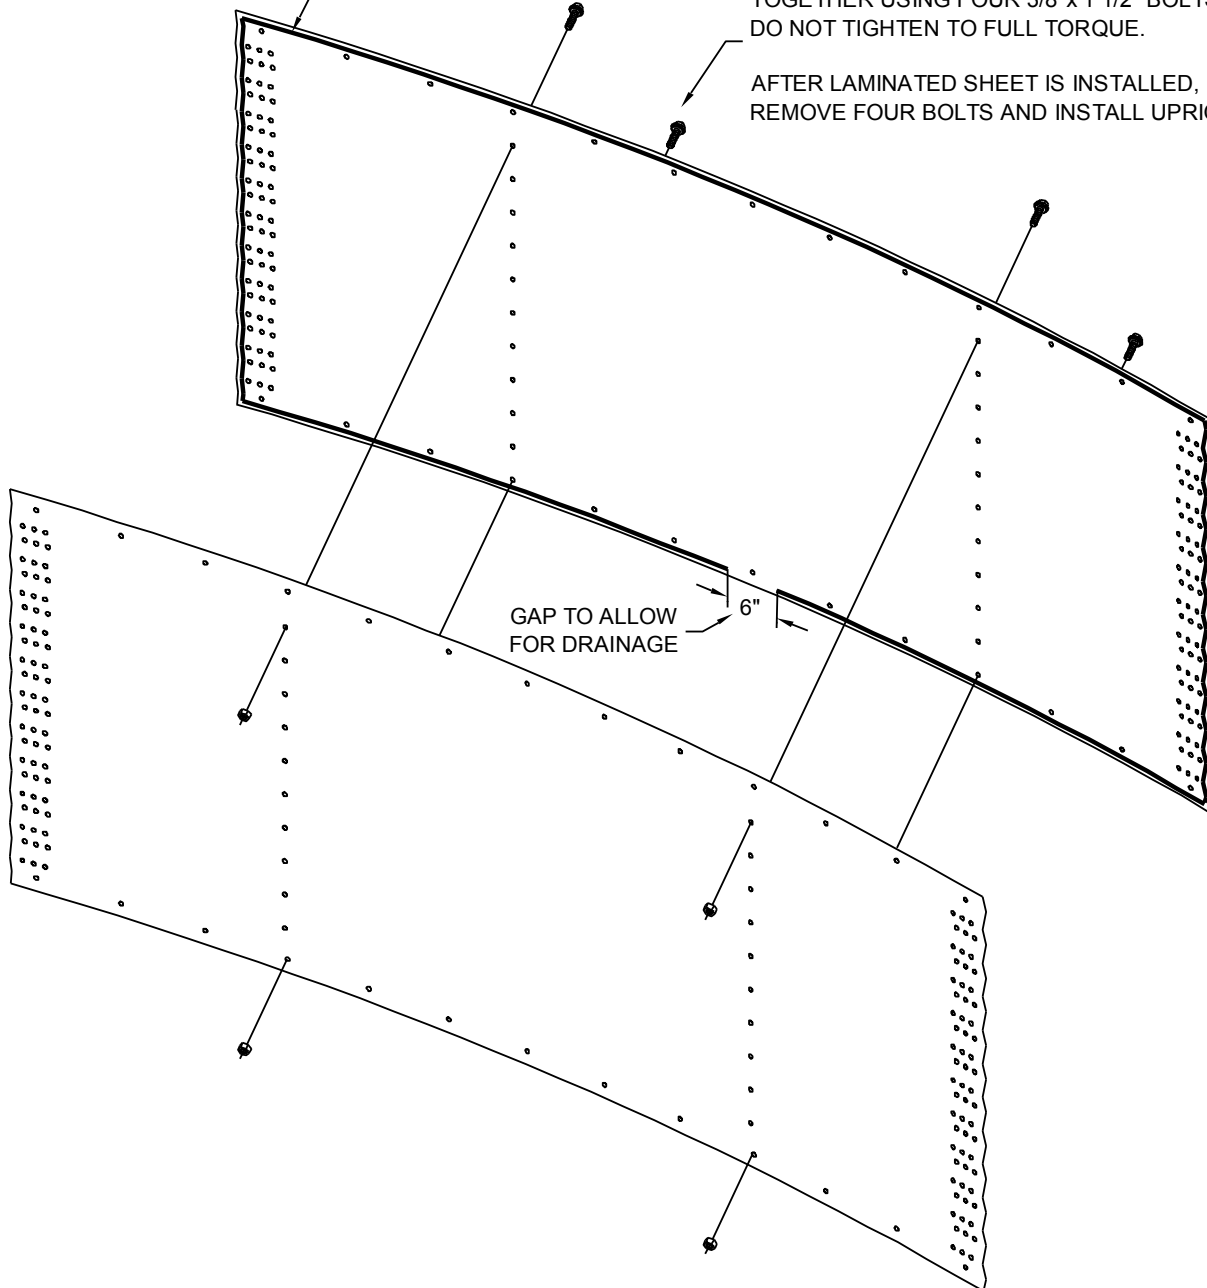 TOGETHER USING FOUR 3/8"x 1 1/2" BOLTS
DO NOT TIGHTEN TO FULL TORQUE.
AFTER LAMINATED SHEET IS INSTALLED,
REMOVE FOUR BOLTS AND INSTALL
GAP TO ALLOW
FOR DRAINAGE
6"